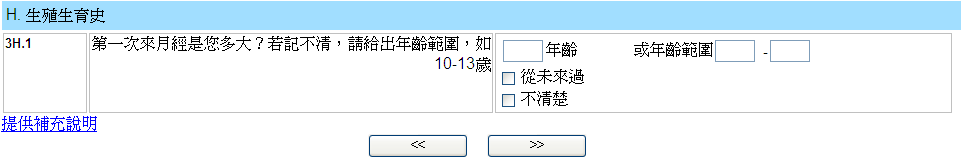 H. 生殖生育史
3H.1
第一次來月經是您多大？若記不清，請給出年齡範圍，如
10-13歲
年齡 或年齡範圍 -
從未來過
不清楚
提供補充說明
<< >>